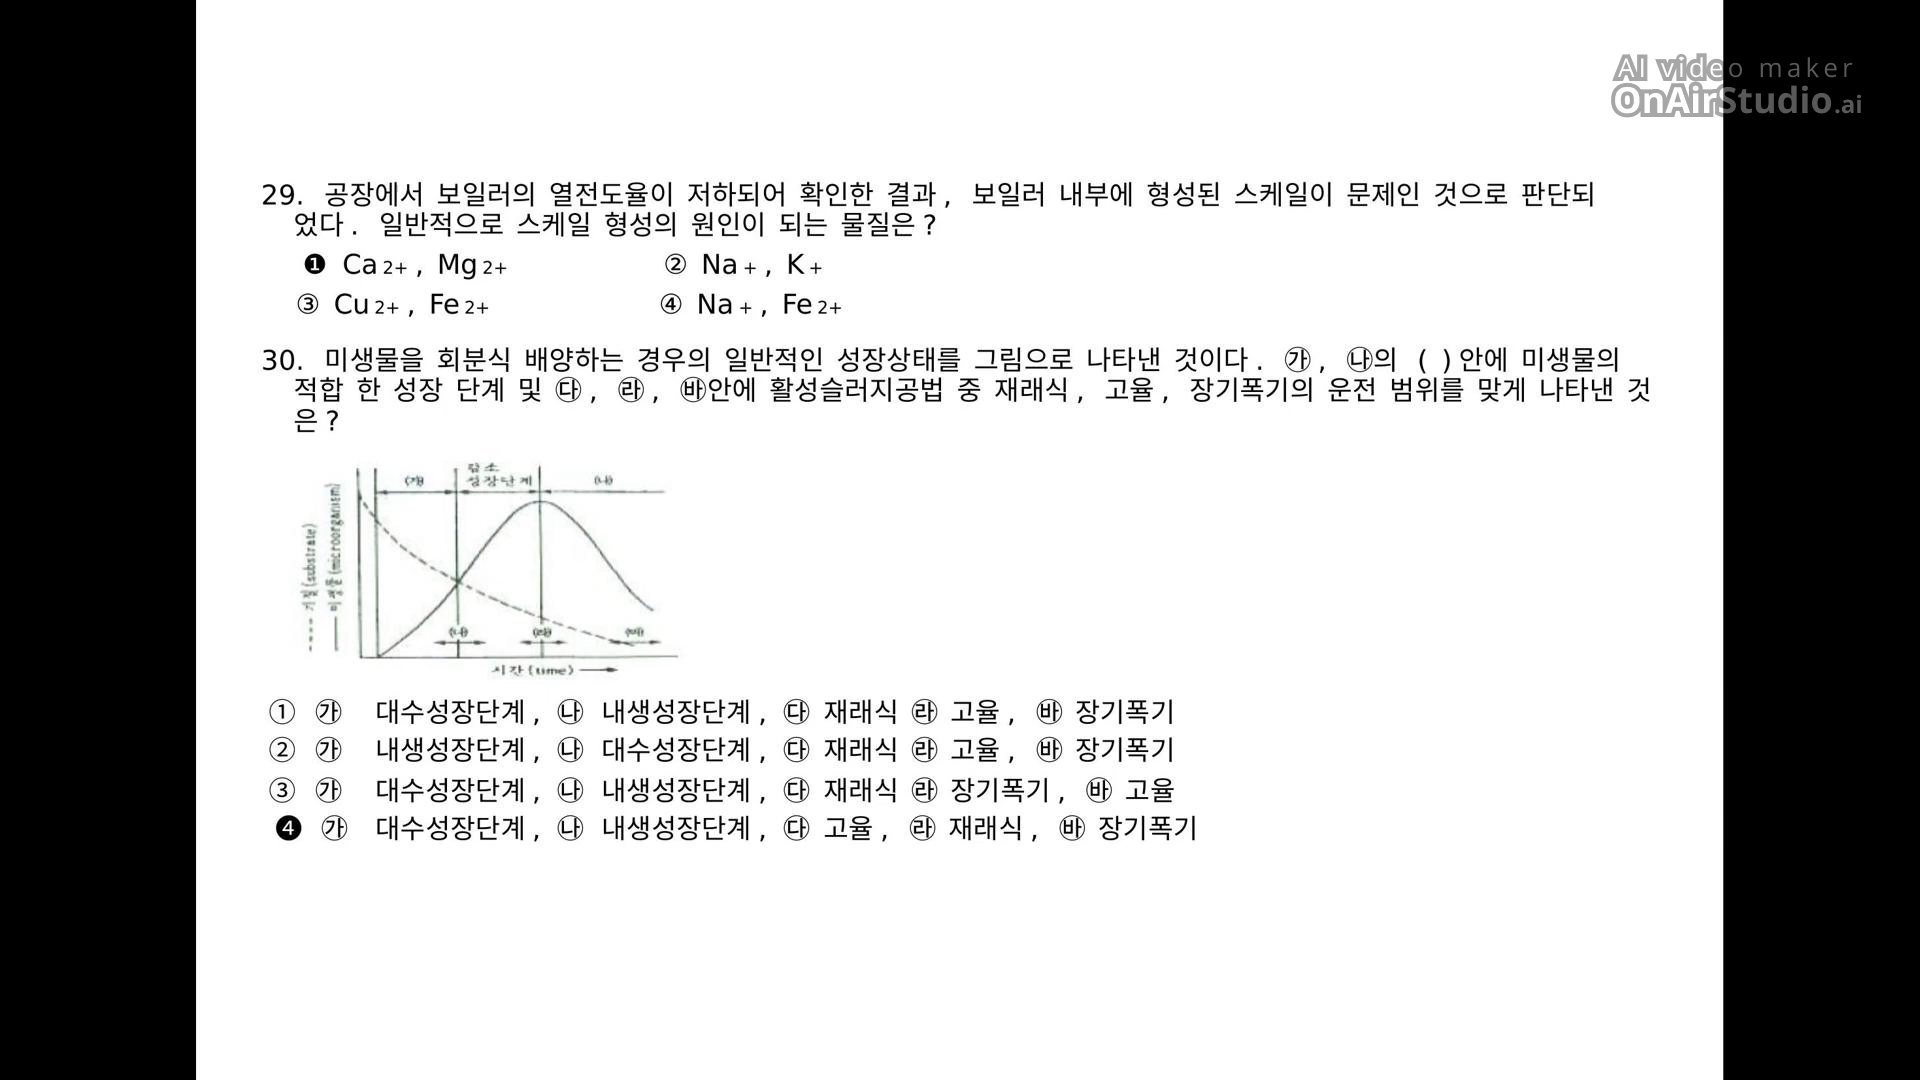 AI video maker
OnAirStudio.ai
29. 공장에서 보일러의 열전도율이 저하되어 확인한 결과, 보일러 내부에 형성된 스케일이 문제인 것으로 판단되
었다. 일반적으로 스케일 형성의 원인이 되는 물질은?
❶ Ca 2+ , Mg 2+ ② Na + , K +
③ Cu 2+ , Fe 2+ ④ Na + , Fe 2+
30. 미생물을 회분식 배양하는 경우의 일반적인 성장상태를 그림으로 나타낸 것이다. ㉮, ㉯의 ( )안에 미생물의
적합 한 성장 단계 및 ㉰, ㉱, ㉳안에 활성슬러지공법 중 재래식, 고율, 장기폭기의 운전 범위를 맞게 나타낸 것
은?
감소
(가) 성장단계 (나)
기질(substrate)
미생물(microorganism)
(다) (라) (마)
시간(time)
① ㉮ 대수성장단계, ㉯ 내생성장단계, ㉰ 재래식 ㉱ 고율, ㉳ 장기폭기
② ㉮ 내생성장단계, ㉯ 대수성장단계, ㉰ 재래식 ㉱ 고율, ㉳ 장기폭기
③ ㉮ 대수성장단계, ㉯ 내생성장단계, ㉰ 재래식 ㉱ 장기폭기, ㉳ 고율
❹ ㉮ 대수성장단계, ㉯ 내생성장단계, ㉰ 고율, ㉱ 재래식, ㉳ 장기폭기